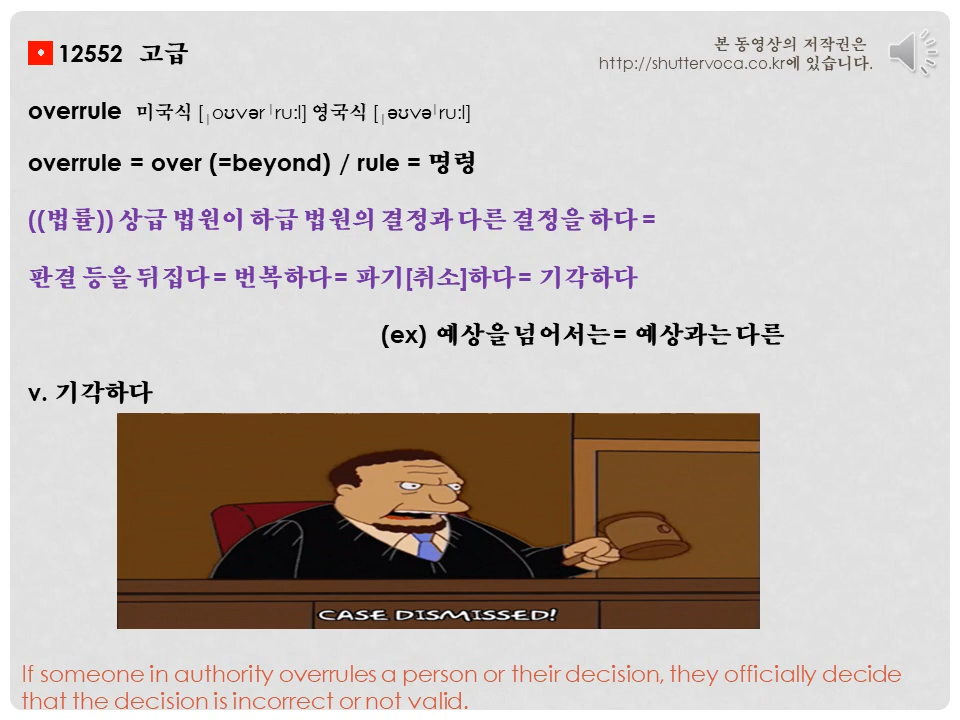 12552 고급
본 동영상의 저작권은
http://shuttervoca.co.kr에 있습니다.
overrule 미국식 [ˌoʊvərˈru:l] 영국식 [ˌəʊvəˈru:l]
overrule = over (=beyond) / rule = 명령
((법률)) 상급 법원이 하급 법원의 결정과 다른 결정을 하다 =
판결 등을 뒤집다 = 번복하다 = 파기[취소]하다 = 기각하다
(ex) 예상을 넘어서는 = 예상과는 다른
v. 기각하다
CASE DISMISSED!
If someone in authority overrules a person or their decision, they officially decide
that the decision is incorrect or not valid.